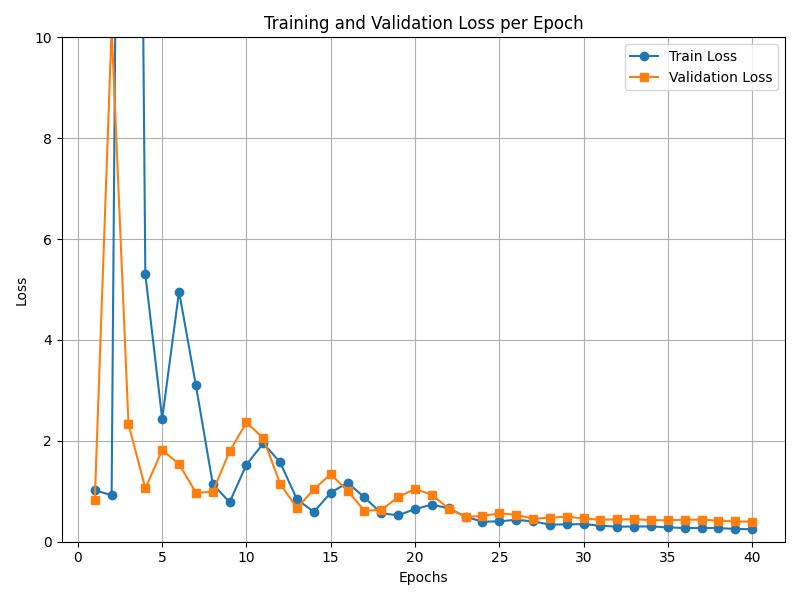 Training and Validation Loss per Epoch
Train Loss
Validation Loss
10
8
6
4
2
0
Loss
0 5 10 15 20 25 30 35 40
Epochs